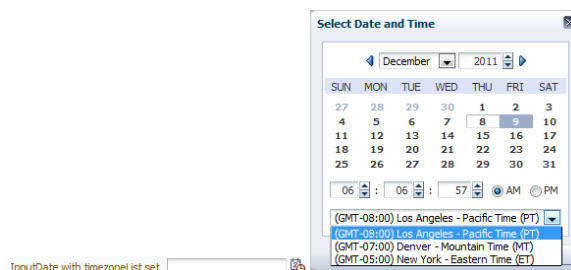 Select Date and Time
December 2011
SUN MON TUE WED THU FRI SAT
27 28 29 30 1 2 3
4 5 6 7 8 9 10
11 12 13 14 15 16 17
18 19 20 21 22 23 24
25 26 27 28 29 30 31
06 : 06 : 57 AM PM
(GMT-08:00) Los Angeles - Pacific Time (PT)
(GMT-08:00) Los Angeles - Pacific Time (PT)
(GMT-07:00) Denver - Mountain Time (MT)
(GMT-05:00) New York - Eastern Time (ET)
InputDate with timezoneList set